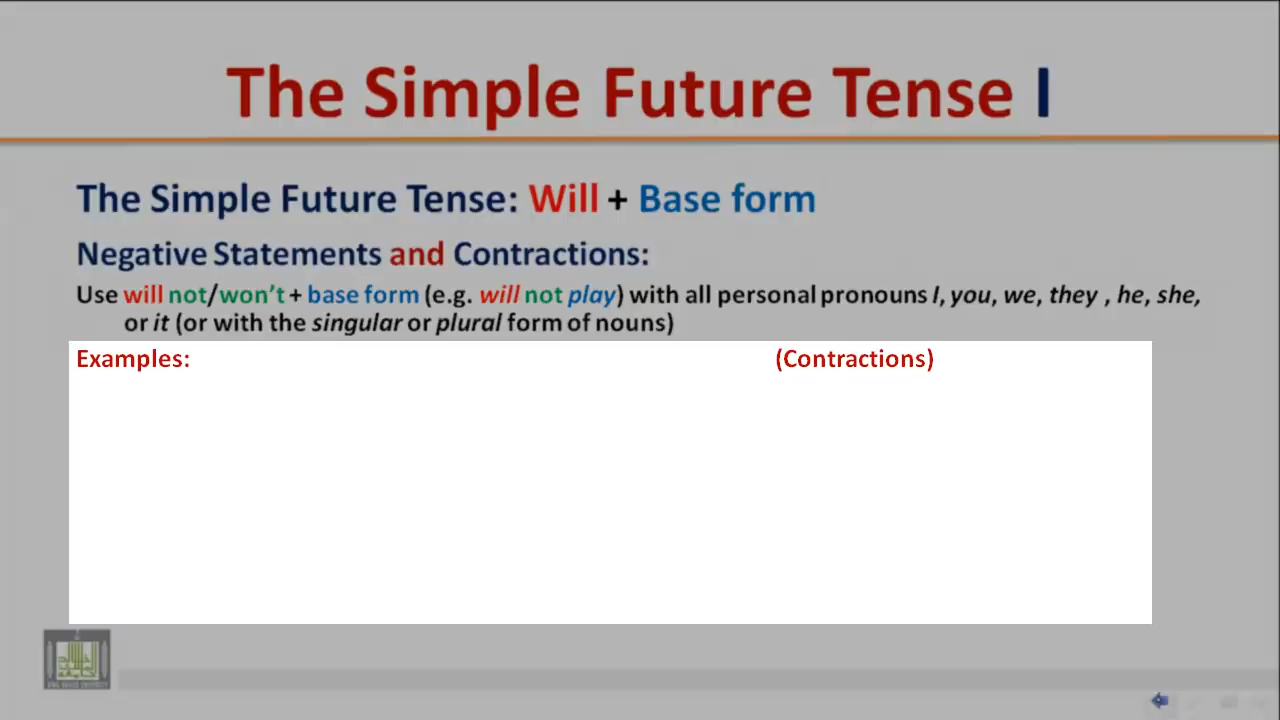 The Simple Future Tense I
The Simple Future Tense: Will + Base form
Negative Statements and Contractions:
Use will not/won’t + base form (e.g. will not play) with all personal pronouns I, you, we, they , he, she,
or it (or with the singular or plural form of nouns)
Examples: (Contractions)